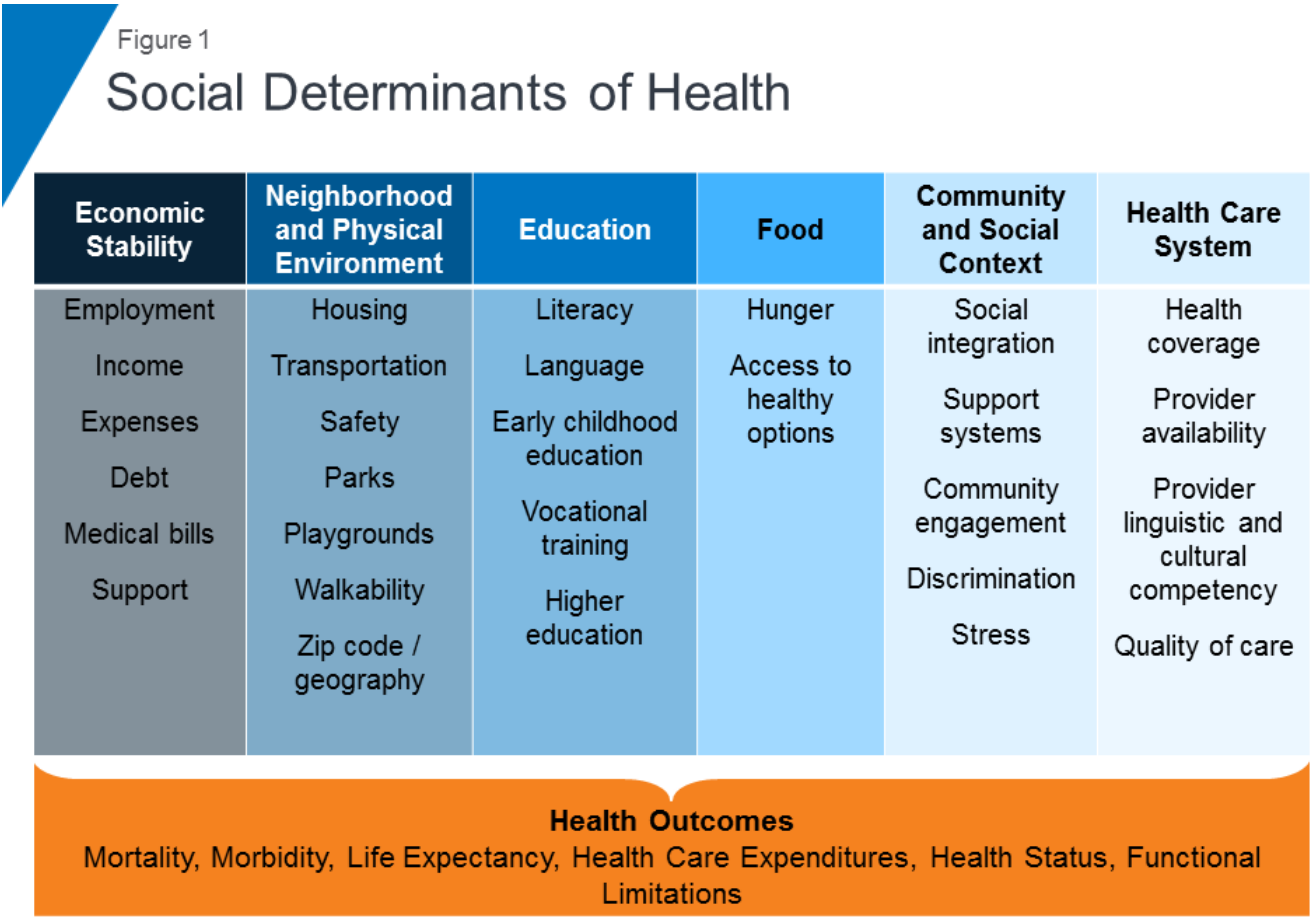 Figure 1
Social Determinants of Health
Economic
Stability
Neighborhood
and Physical
Environment
Education
Food
Community
and Social
Context
Health Care
System
Employment
Income
Expenses
Debt
Medical bills
Support
Housing
Transportation
Safety
Parks
Playgrounds
Walkability
Zip code /
geography
Literacy
Language
Early childhood
education
Vocational
training
Higher
education
Hunger
Access to
healthy
options
Social
integration
Support
systems
Community
engagement
Discrimination
Stress
Health
coverage
Provider
availability
Provider
linguistic and
cultural
competency
Quality of care
Health Outcomes
Mortality, Morbidity, Life Expectancy, Health Care Expenditures, Health Status, Functional
Limitations